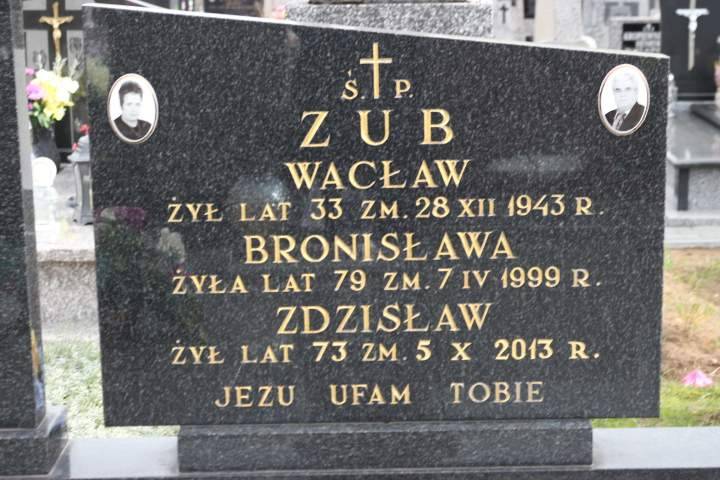 Ś. P.
ZUB
WACŁAW
ŻYŁ LAT 33 ZM. 28 XII 1943 R.
BRONISŁAWA
ŻYŁA LAT 79 ZM. 7 IV 1999 R.
ZDZISŁAW
ŻYŁ LAT 73 ZM. 5 X 2013 R.
JEZU UFAM TOBIE